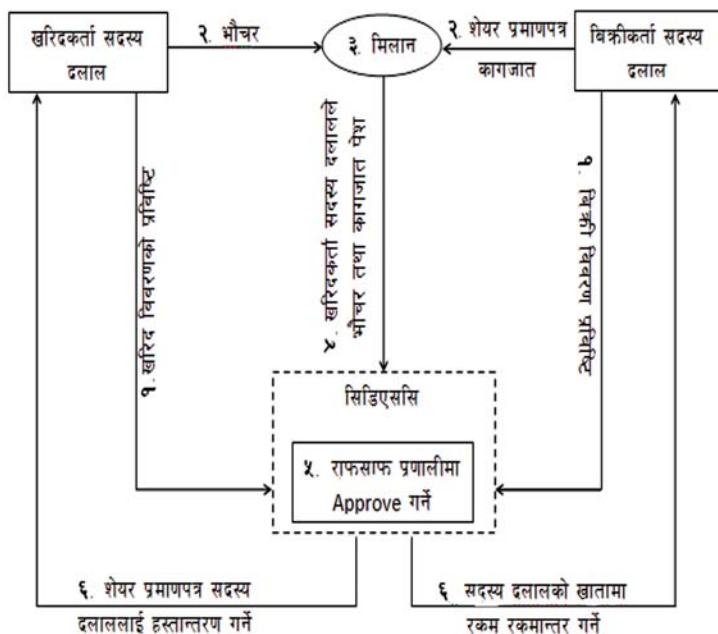 खरिदकर्ता सदस्य
दलाल
२. भौचर
३. मिलान
२. शेयर प्रमाणपत्र
कागजात
बिक्रीकर्ता सदस्य
दलाल
१. खरिद विवरणको प्रविष्टि
४. खरिदकर्ता सदस्य दलालले
भौचर तथा कागजात पेश
१. बिक्री विवरण प्रविष्टि
सिडिएससि
५. राफसाफ प्रणालीमा
Approve गर्ने
६. शेयर प्रमाणपत्र सदस्य
दलाललाई हस्तान्तरण गर्ने
६. सदस्य दलालको खातामा
रकम रकमान्तर गर्ने